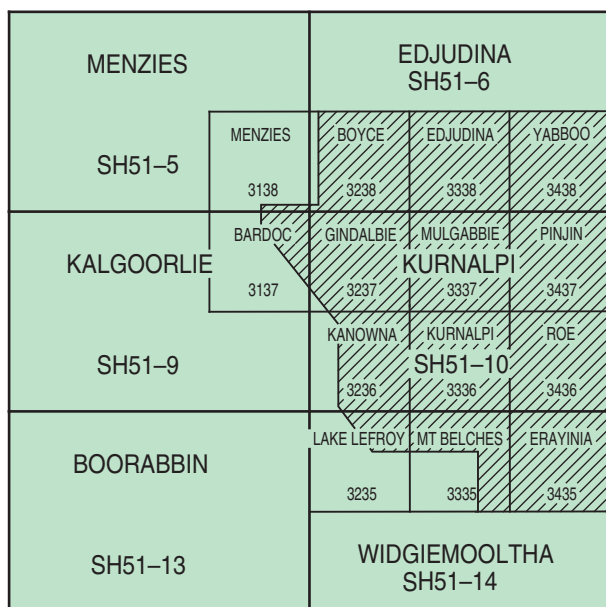 MENZIES
EDJUDINA
SH51–6
MENZIES
BOYCE
EDJUDINA
YABBOO
SH51–5
3138
3238
3338
3438
BARDOC
GINDALBIE
MULGABBIE
PINJIN
KALGOORLIE
KURNALPI
3137
3237
3337
3437
KANOWNA
KURNALPI
ROE
SH51–9
SH51–10
3236
3336
3436
LAKE LEFROY
MT BELCHES
ERAYINIA
BOORABBIN
3235
3335
3435
SH51–13
WIDGIEMOOLTHA
SH51–14